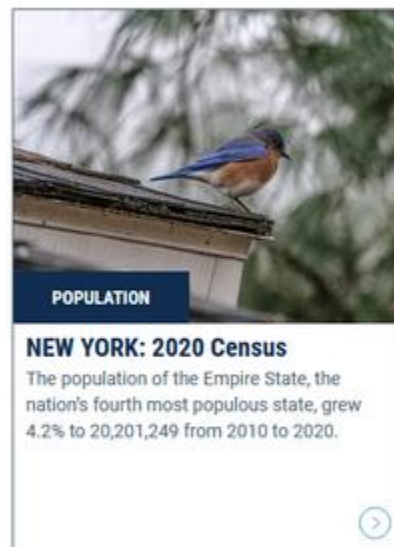 POPULATION
NEW YORK: 2020 Census
The population of the Empire State, the
nation's fourth most populous state, grew
4.2% to 20,201,249 from 2010 to 2020.